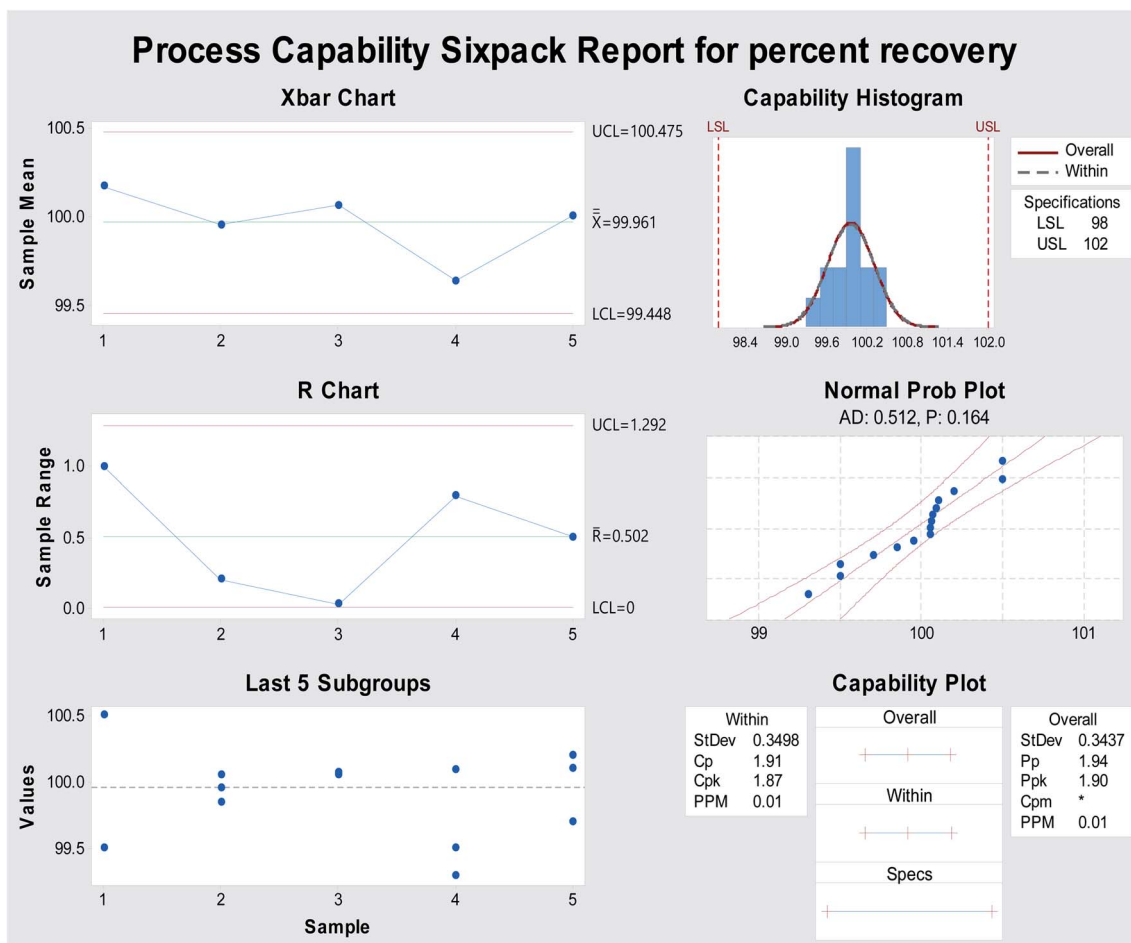 Process Capability Sixpack Report for percent recovery
Xbar Chart
Sample Mean
100.5
100.0
99.5
1 2 3 4 5
UCL=100.475
X̿=99.961
LCL=99.448
Capability Histogram
LSL USL
98.4 99.0 99.6 100.2 100.8 101.4 102.0
Overall
Within
Specifications
LSL 98
USL 102
R Chart
Sample Range
1.0
0.5
0.0
1 2 3 4 5
UCL=1.292
R̄=0.502
LCL=0
Normal Prob Plot
AD: 0.512, P: 0.164
99 100 101
Last 5 Subgroups
Values
100.5
100.0
99.5
1 2 3 4 5
Sample
Capability Plot
Within
StDev 0.3498
Cp 1.91
Cpk 1.87
PPM 0.01
Overall
Within
Specs
Overall
StDev 0.3437
Pp 1.94
Ppk 1.90
Cpm *
PPM 0.01